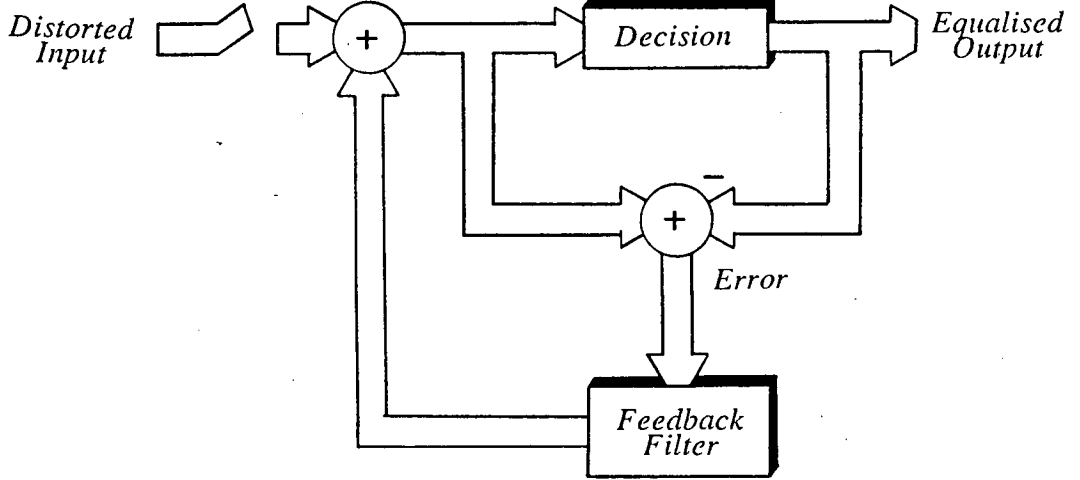 Distorted
Input
+
Decision
Equalised
Output
−
+
Error
Feedback
Filter